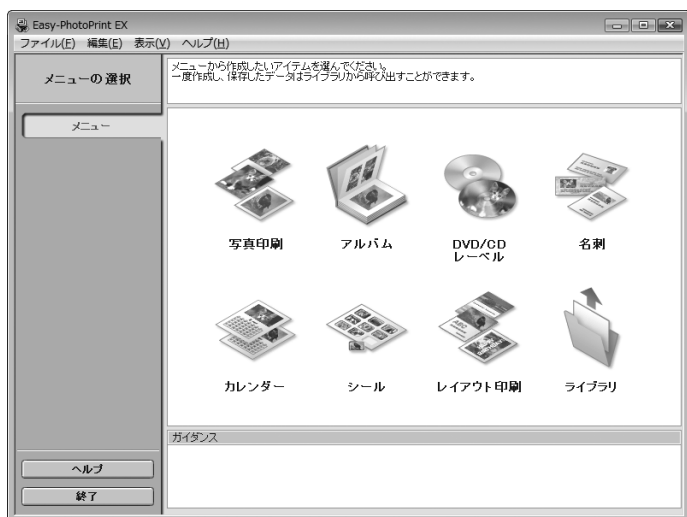 Easy-PhotoPrint EX
ファイル(F) 編集(E) 表示(V) ヘルプ(H)
メニューの選択
メニューから作成したいアイテムを選んでください。
一度作成し、保存したデータはライブラリから呼び出すことができます。
メニュー
写真印刷
アルバム
DVD/CD
レーベル
名刺
カレンダー
シール
レイアウト印刷
ライブラリ
ガイダンス
ヘルプ
終了